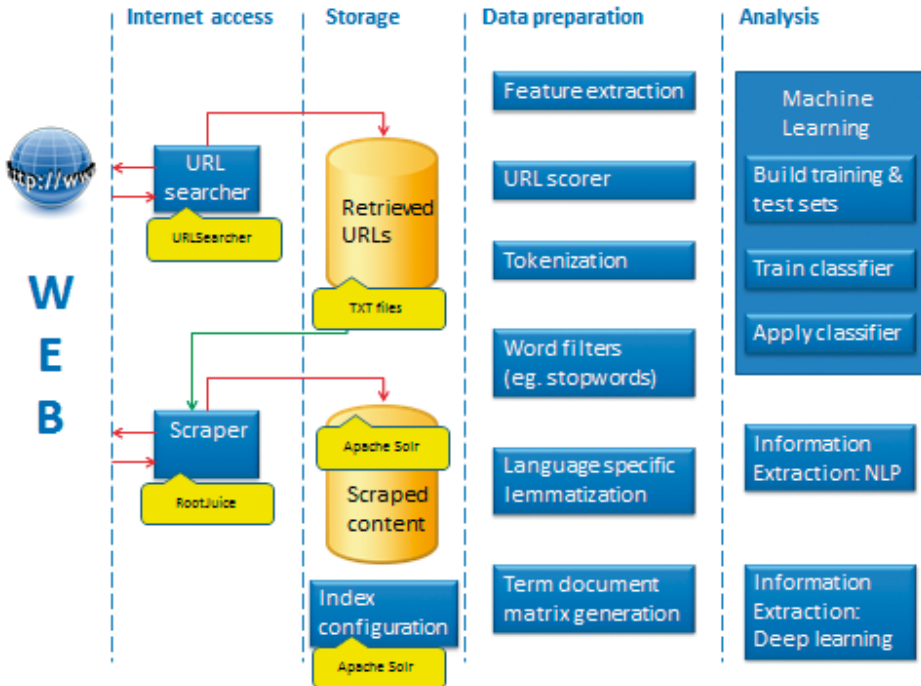 Internet access
Storage
Data preparation
Analysis
http://ww
W
E
B
URL
searcher
URLSearcher
Scraper
RootJuice
Retrieved
URLs
TXT files
Apache Solr
Scraped
content
Index
configuration
Apache Solr
Feature extraction
URL scorer
Tokenization
Word filters
(eg. stopwords)
Language specific
lemmatization
Term document
matrix generation
Machine
Learning
Build training &
test sets
Train classifier
Apply classifier
Information
Extraction: NLP
Information
Extraction:
Deep learning